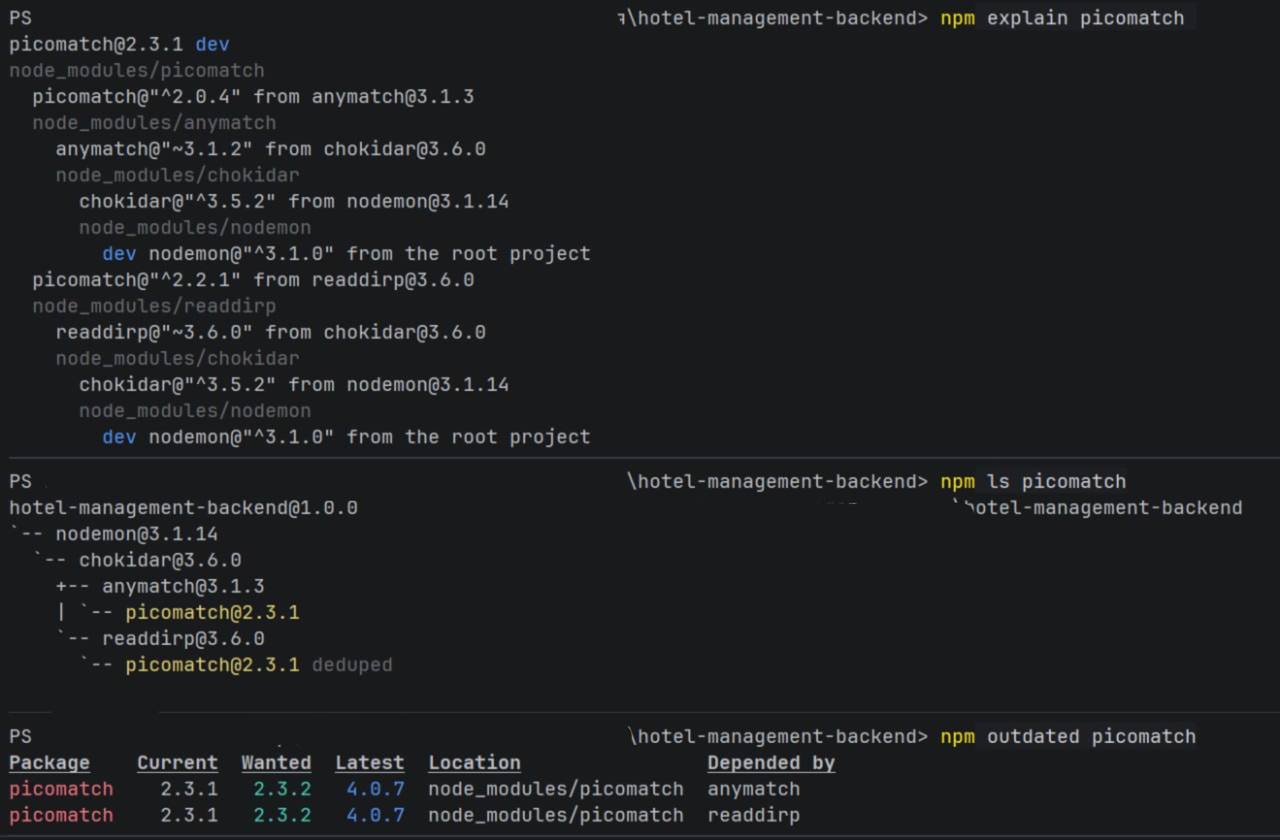 PS \hotel-management-backend> npm explain picomatch
picomatch@2.3.1 dev
node_modules/picomatch
  picomatch@"^2.0.4" from anymatch@3.1.3
  node_modules/anymatch
    anymatch@"~3.1.2" from chokidar@3.6.0
    node_modules/chokidar
      chokidar@"^3.5.2" from nodemon@3.1.14
      node_modules/nodemon
        dev nodemon@"^3.1.0" from the root project
  picomatch@"^2.2.1" from readdirp@3.6.0
  node_modules/readdirp
    readdirp@"~3.6.0" from chokidar@3.6.0
    node_modules/chokidar
      chokidar@"^3.5.2" from nodemon@3.1.14
      node_modules/nodemon
        dev nodemon@"^3.1.0" from the root project
PS \hotel-management-backend> npm ls picomatch
hotel-management-backend@1.0.0 hotel-management-backend
`-- nodemon@3.1.14
  `-- chokidar@3.6.0
    +-- anymatch@3.1.3
    | `-- picomatch@2.3.1
    `-- readdirp@3.6.0
      `-- picomatch@2.3.1 deduped
PS \hotel-management-backend> npm outdated picomatch
Package Current Wanted Latest Location Depended by
picomatch 2.3.1 2.3.2 4.0.7 node_modules/picomatch anymatch
picomatch 2.3.1 2.3.2 4.0.7 node_modules/picomatch readdirp